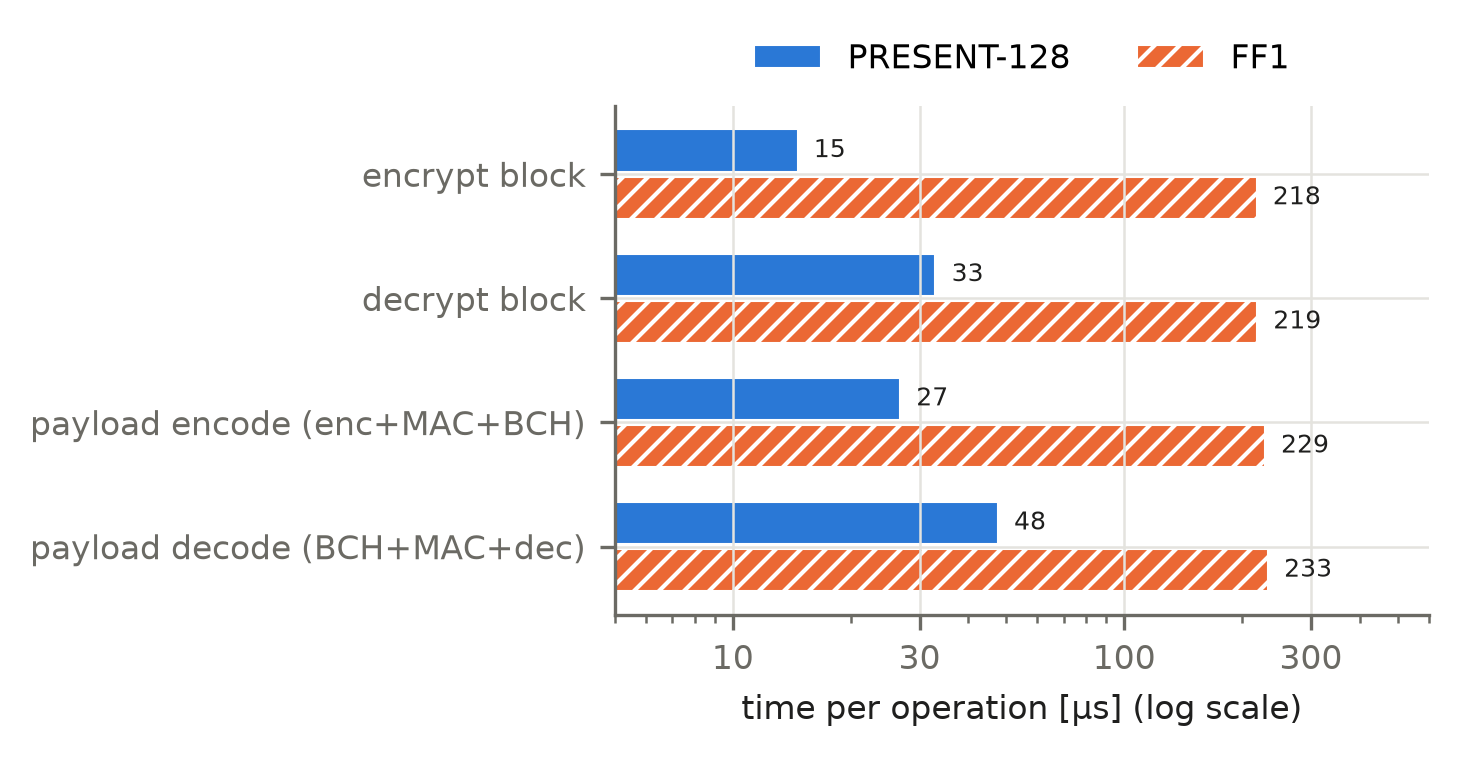 PRESENT-128 FF1
encrypt block
15
218
decrypt block
33
219
payload encode (enc+MAC+BCH)
27
229
payload decode (BCH+MAC+dec)
48
233
10 30 100 300
time per operation [µs] (log scale)